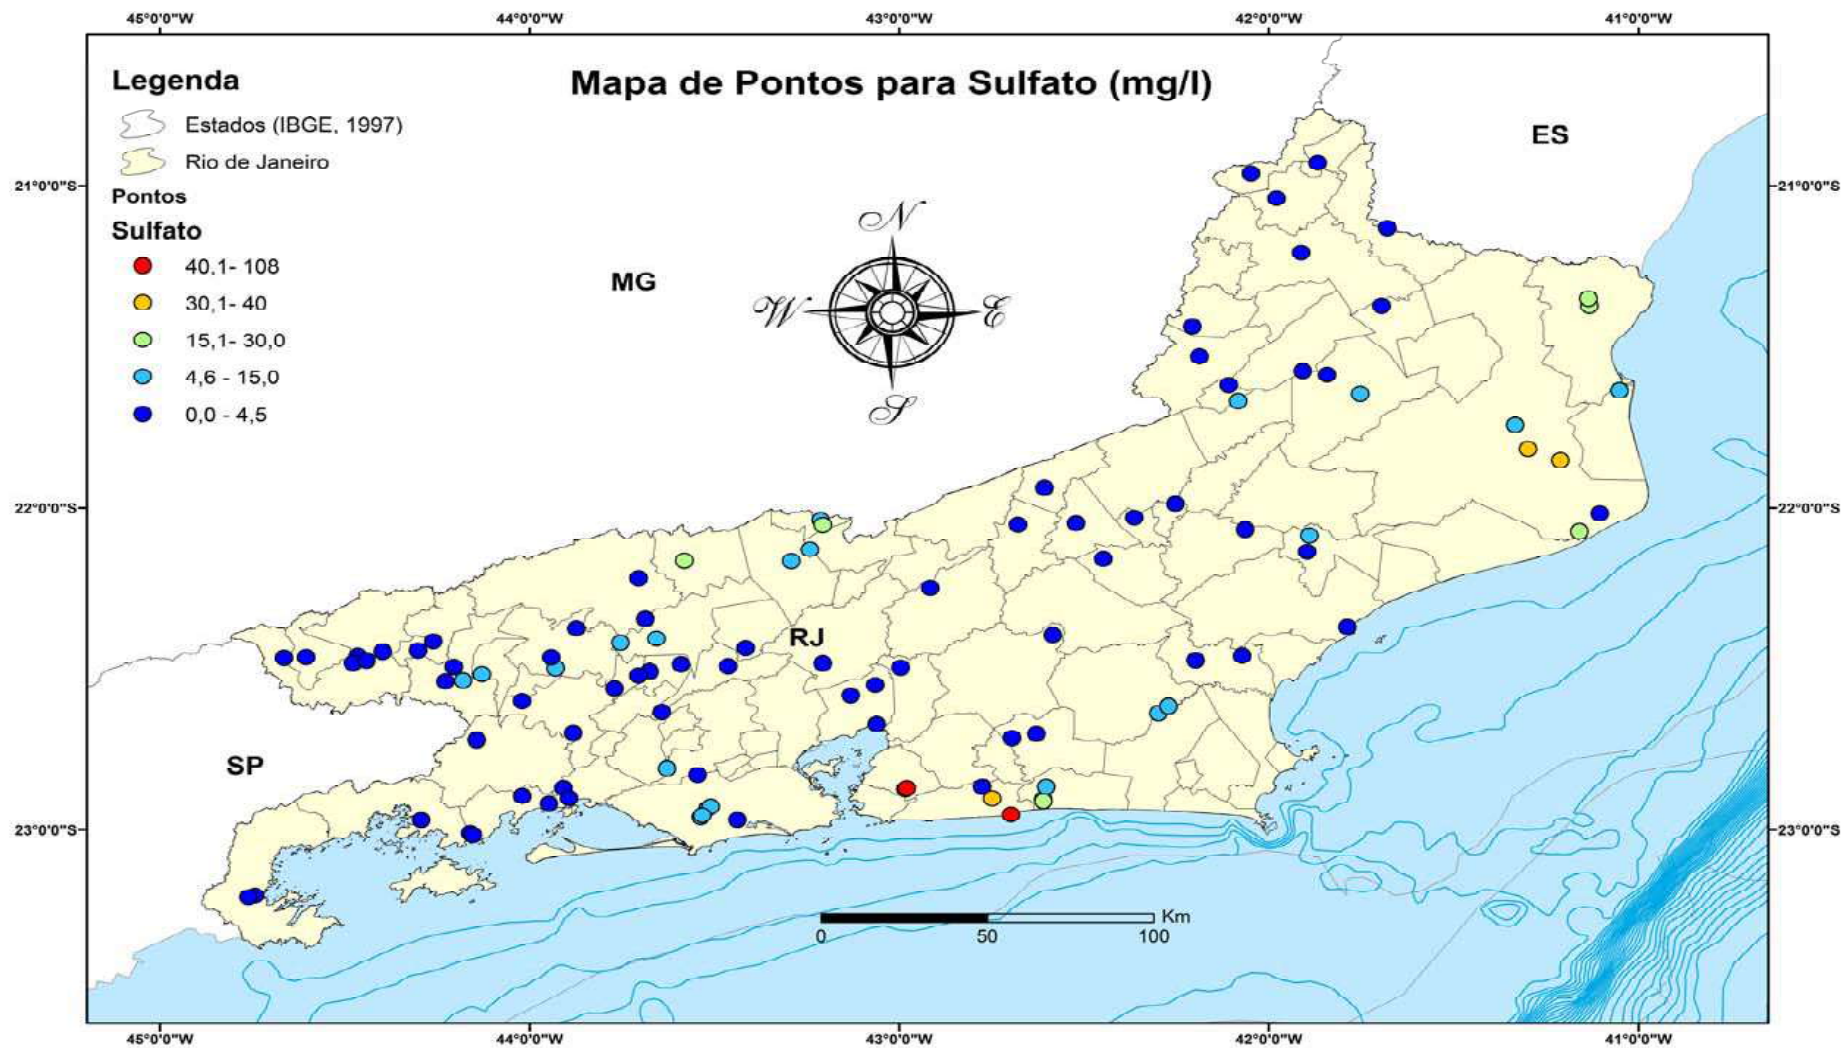 45°0'0"W 44°0'0"W 43°0'0"W 42°0'0"W 41°0'0"W
Legenda
Mapa de Pontos para Sulfato (mg/l)
Estados (IBGE, 1997)
Rio de Janeiro
ES
21°0'0"S 21°0'0"S
Pontos
Sulfato
40,1- 108
30,1- 40
15,1- 30,0
4,6 - 15,0
0,0 - 4,5
MG
N
W E
S
22°0'0"S 22°0'0"S
RJ
SP
23°0'0"S 23°0'0"S
Km
0 50 100
45°0'0"W 44°0'0"W 43°0'0"W 42°0'0"W 41°0'0"W